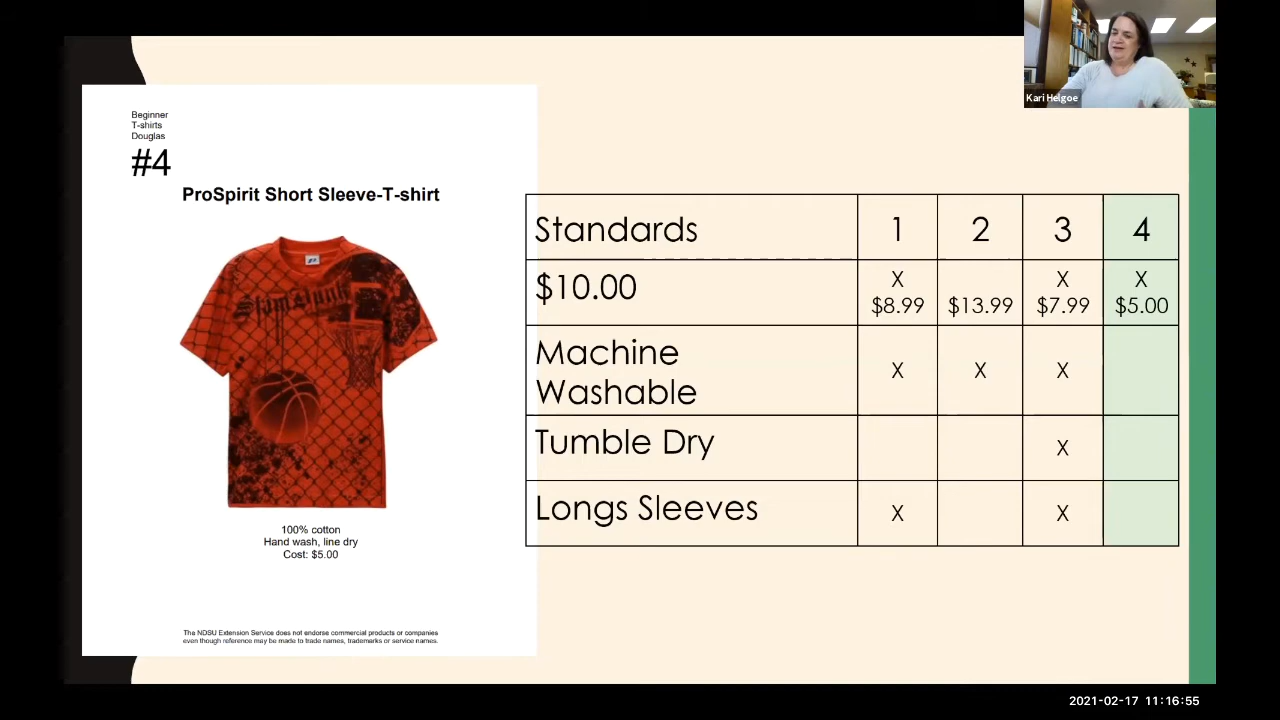 Kari Helgoe
Beginner
T-shirts
Douglas
#4
ProSpirit Short Sleeve-T-shirt
SlamDunk
100% cotton
Hand wash, line dry
Cost: $5.00
The NDSU Extension Service does not endorse commercial products or companies
even though reference may be made to trade names, trademarks or service names.
Standards 1 2 3 4
$10.00 X $8.99 $13.99 X $7.99 X $5.00
Machine Washable X X X
Tumble Dry X
Longs Sleeves X X
2021-02-17 11:16:55